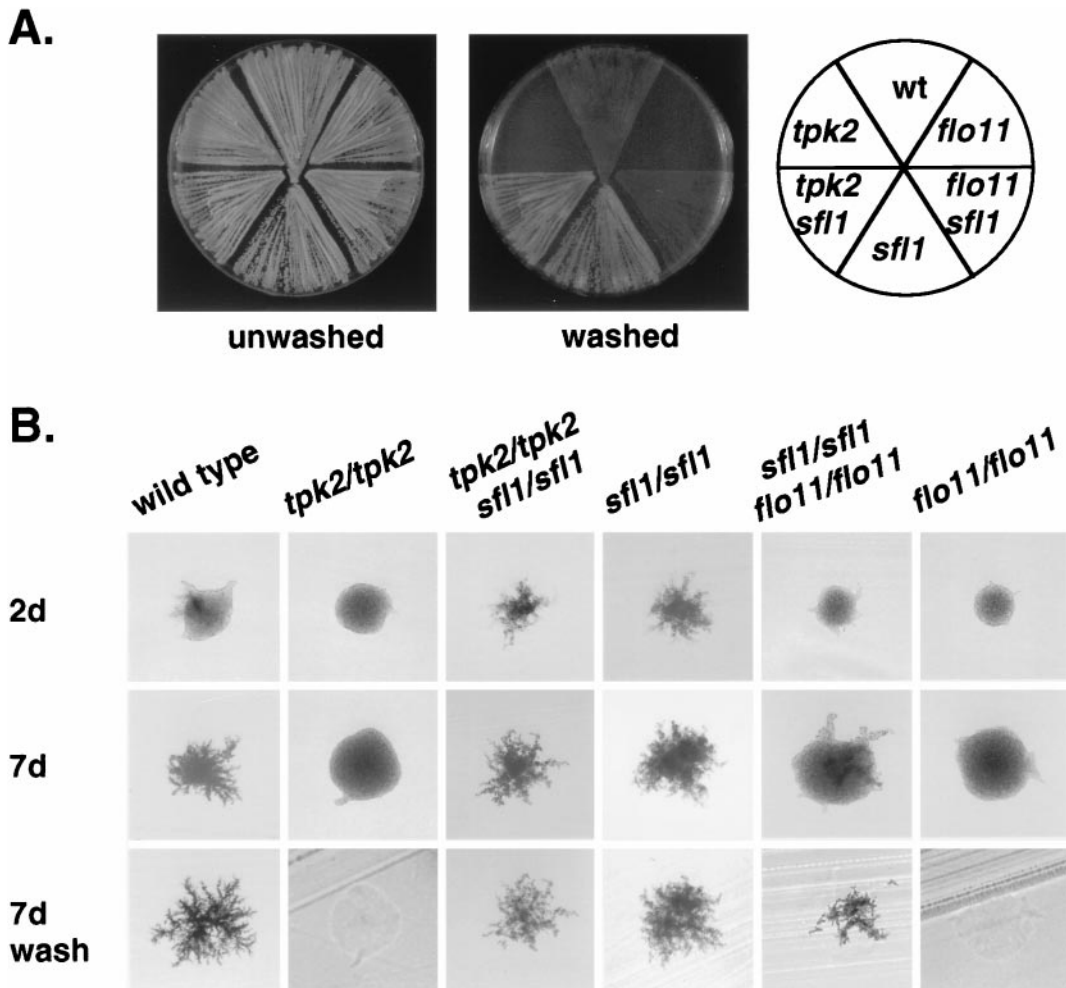 A.
wt
tpk2
flo11
tpk2
sfl1
flo11
sfl1
sfl1
unwashed
washed
B.
wild type
tpk2/tpk2
tpk2/tpk2
sfl1/sfl1
sfl1/sfl1
sfl1/sfl1
flo11/flo11
flo11/flo11
2d
7d
7d
wash